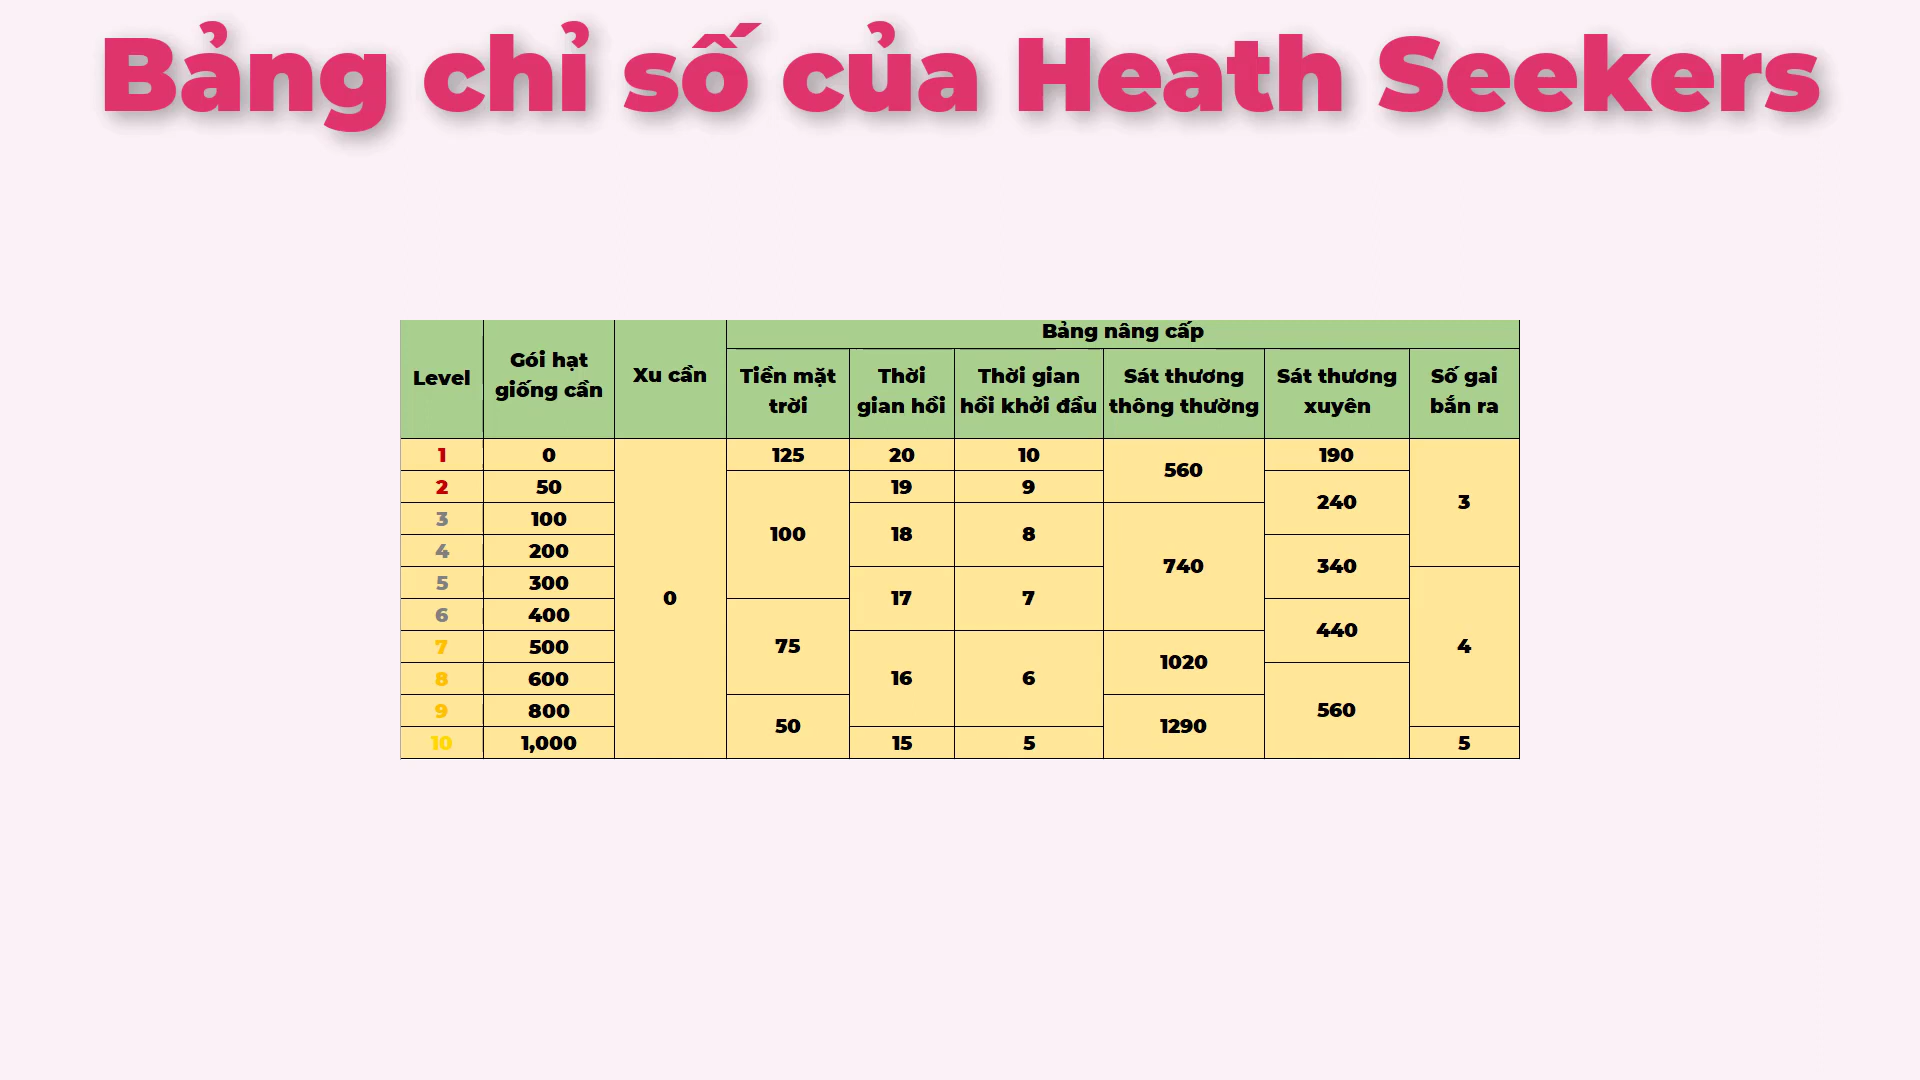 Bảng chỉ số của Heath Seekers
Bảng nâng cấp
Level Gói hạt giống cần Xu cần Tiền mặt trời Thời gian hồi Thời gian hồi khởi đầu Sát thương thông thường Sát thương xuyên Số gai bắn ra
1 0 0 125 20 10 560 190 3
2 50 100 19 9 240
3 100 18 8 740
4 200 340
5 300 17 7 4
6 400 75 440
7 500 16 6 1020
8 600 560
9 800 50 1290
10 1,000 15 5 5